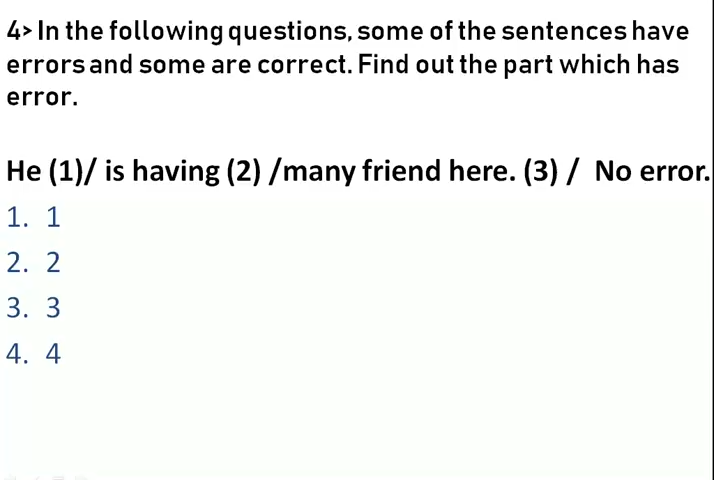 4> In the following questions, some of the sentences have
errors and some are correct. Find out the part which has
error.
He (1)/ is having (2) /many friend here. (3) / No error.
1. 1
2. 2
3. 3
4. 4